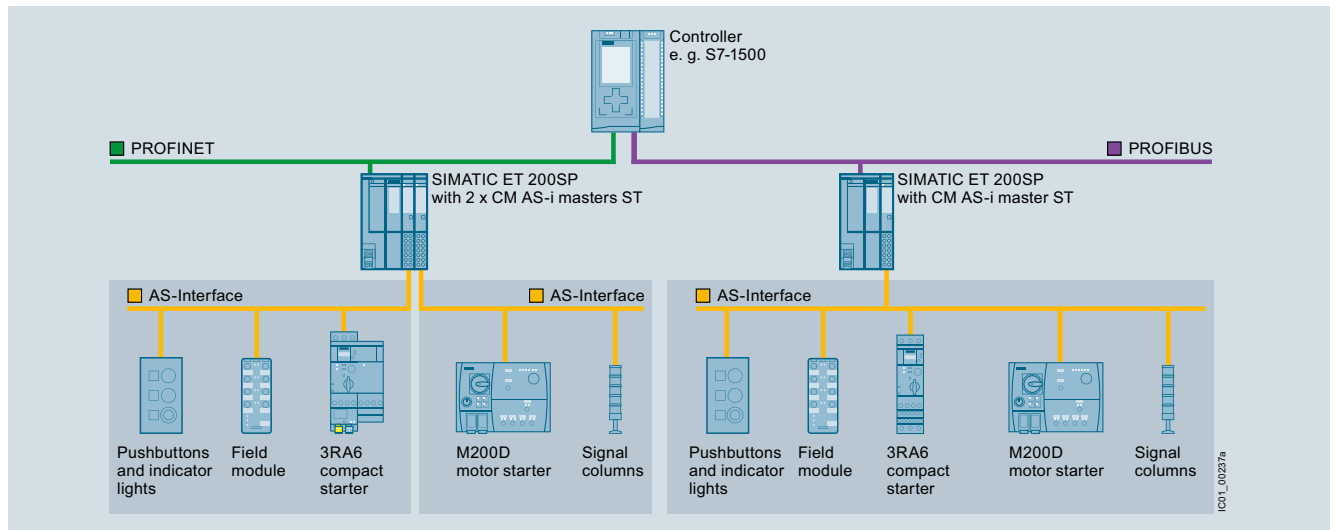 Controller
e. g. S7-1500
PROFINET
PROFIBUS
SIMATIC ET 200SP
with 2 x CM AS-i masters ST
SIMATIC ET 200SP
with CM AS-i master ST
AS-Interface
AS-Interface
AS-Interface
Pushbuttons
and indicator
lights
Field
module
3RA6
compact
starter
M200D
motor starter
Signal
columns
Pushbuttons
and indicator
lights
Field
module
3RA6
compact
starter
M200D
motor starter
Signal
columns
IC01_00237a